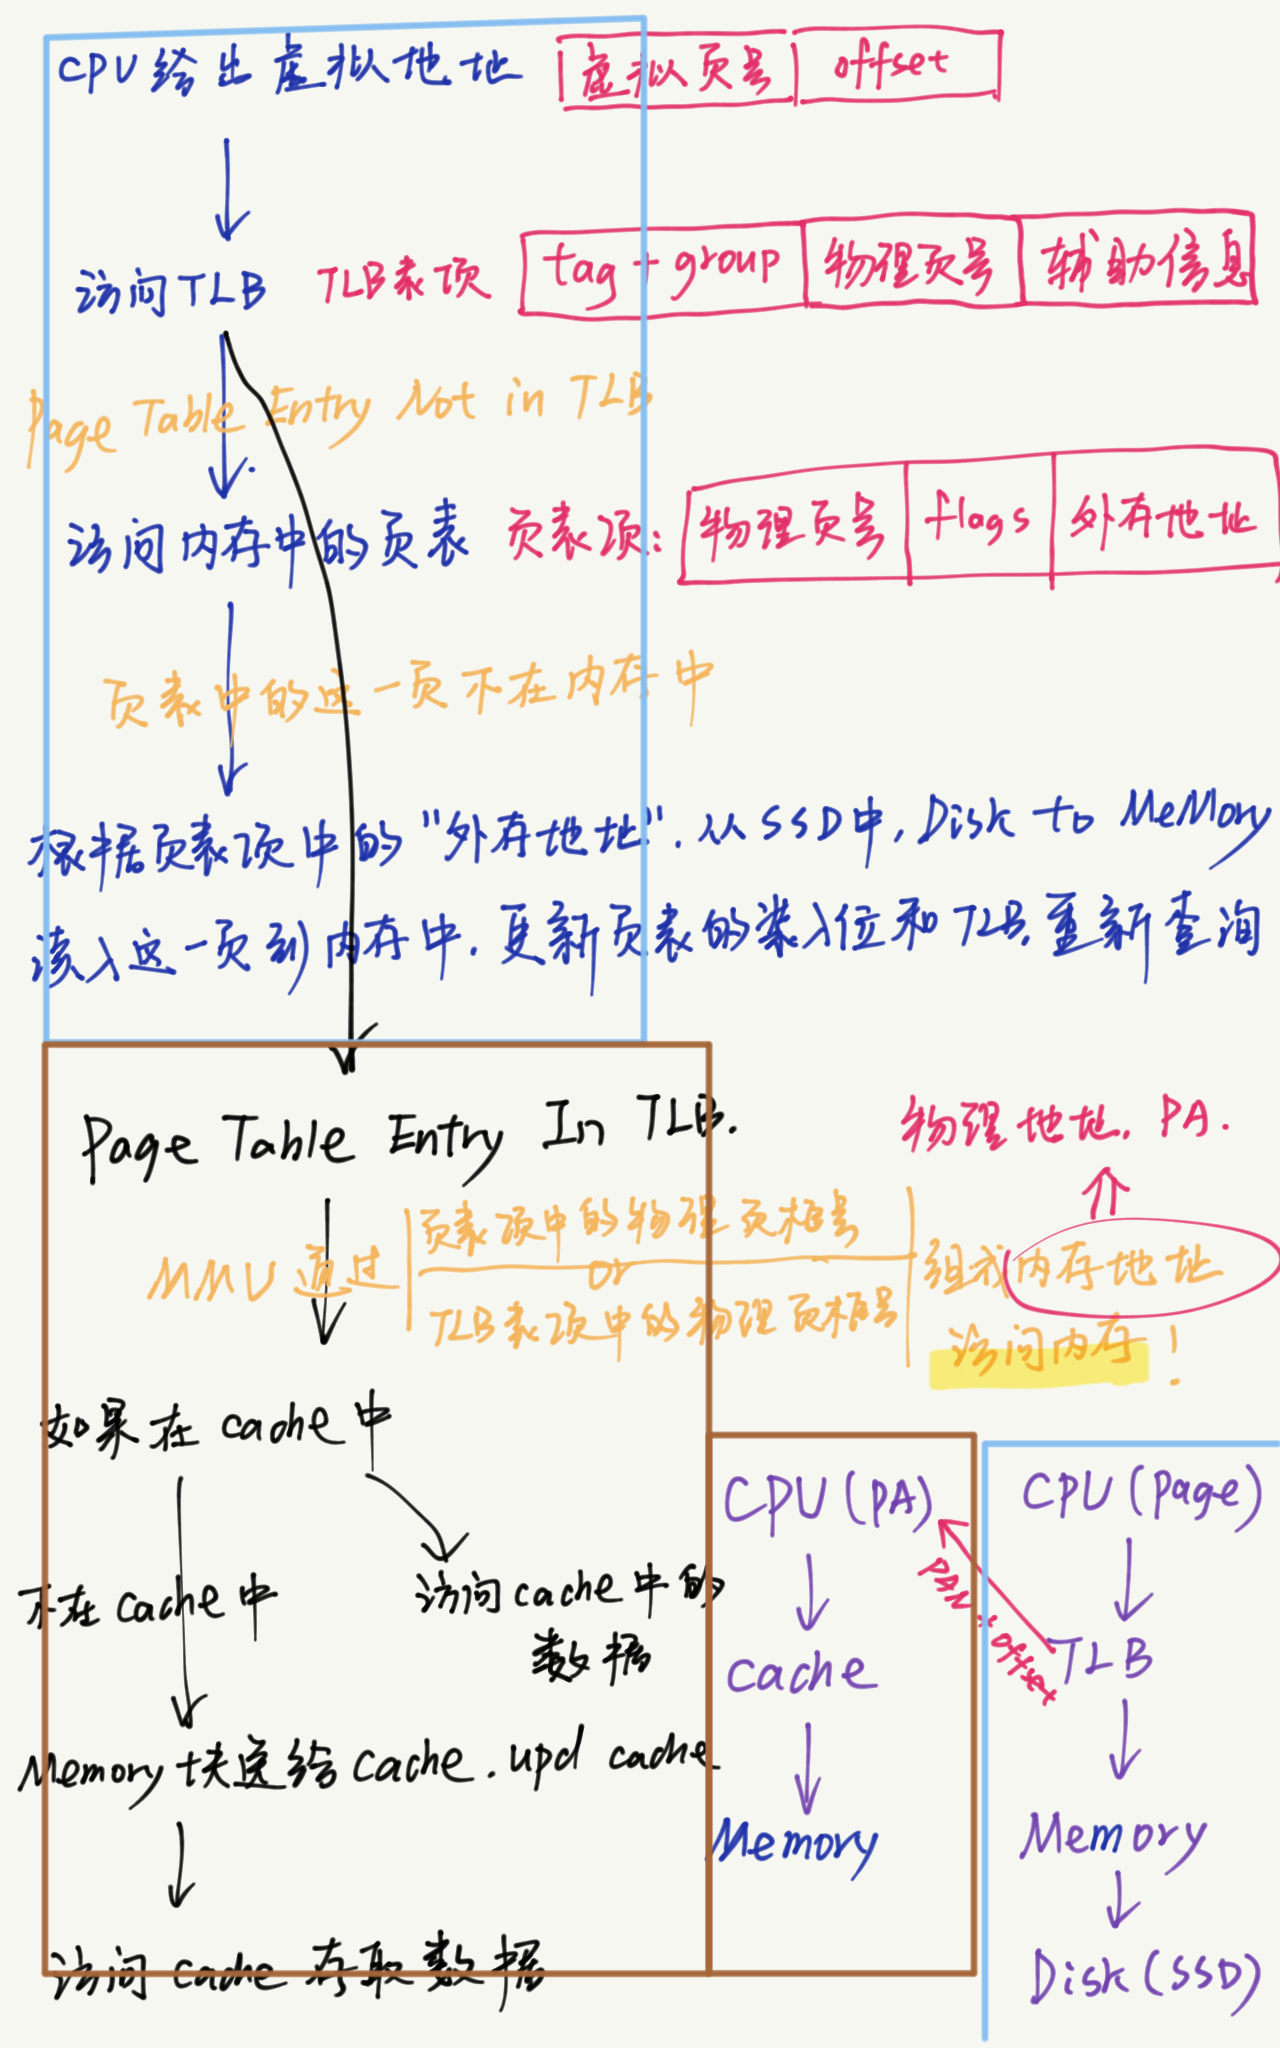 CPU给出虚拟地址 虚拟页号 offset
访问TLB TLB表项 tag + group 物理页号 辅助信息
Page Table Entry Not in TLB
访问内存中的页表 页表项: 物理页号 flags 外存地址
页表中的这一页不在内存中
根据页表项中的"外存地址".从SSD中,Disk to MeMory
读入这一页到内存中.更新页表的装入位和TLB.重新查询
Page Table Entry In TLB.
物理地址. PA.
MMU通过
页表项中的物理页框号
or
TLB表项中的物理页框号
组成内存地址
访问内存!
如果在cache中
不在Cache中
访问cache中的
数据
Memory块送给Cache.upd cache
访问cache存取数据
CPU(PA)
Cache
Memory
PAN + offset
CPU(Page)
TLB
Memory
Disk(SSD)